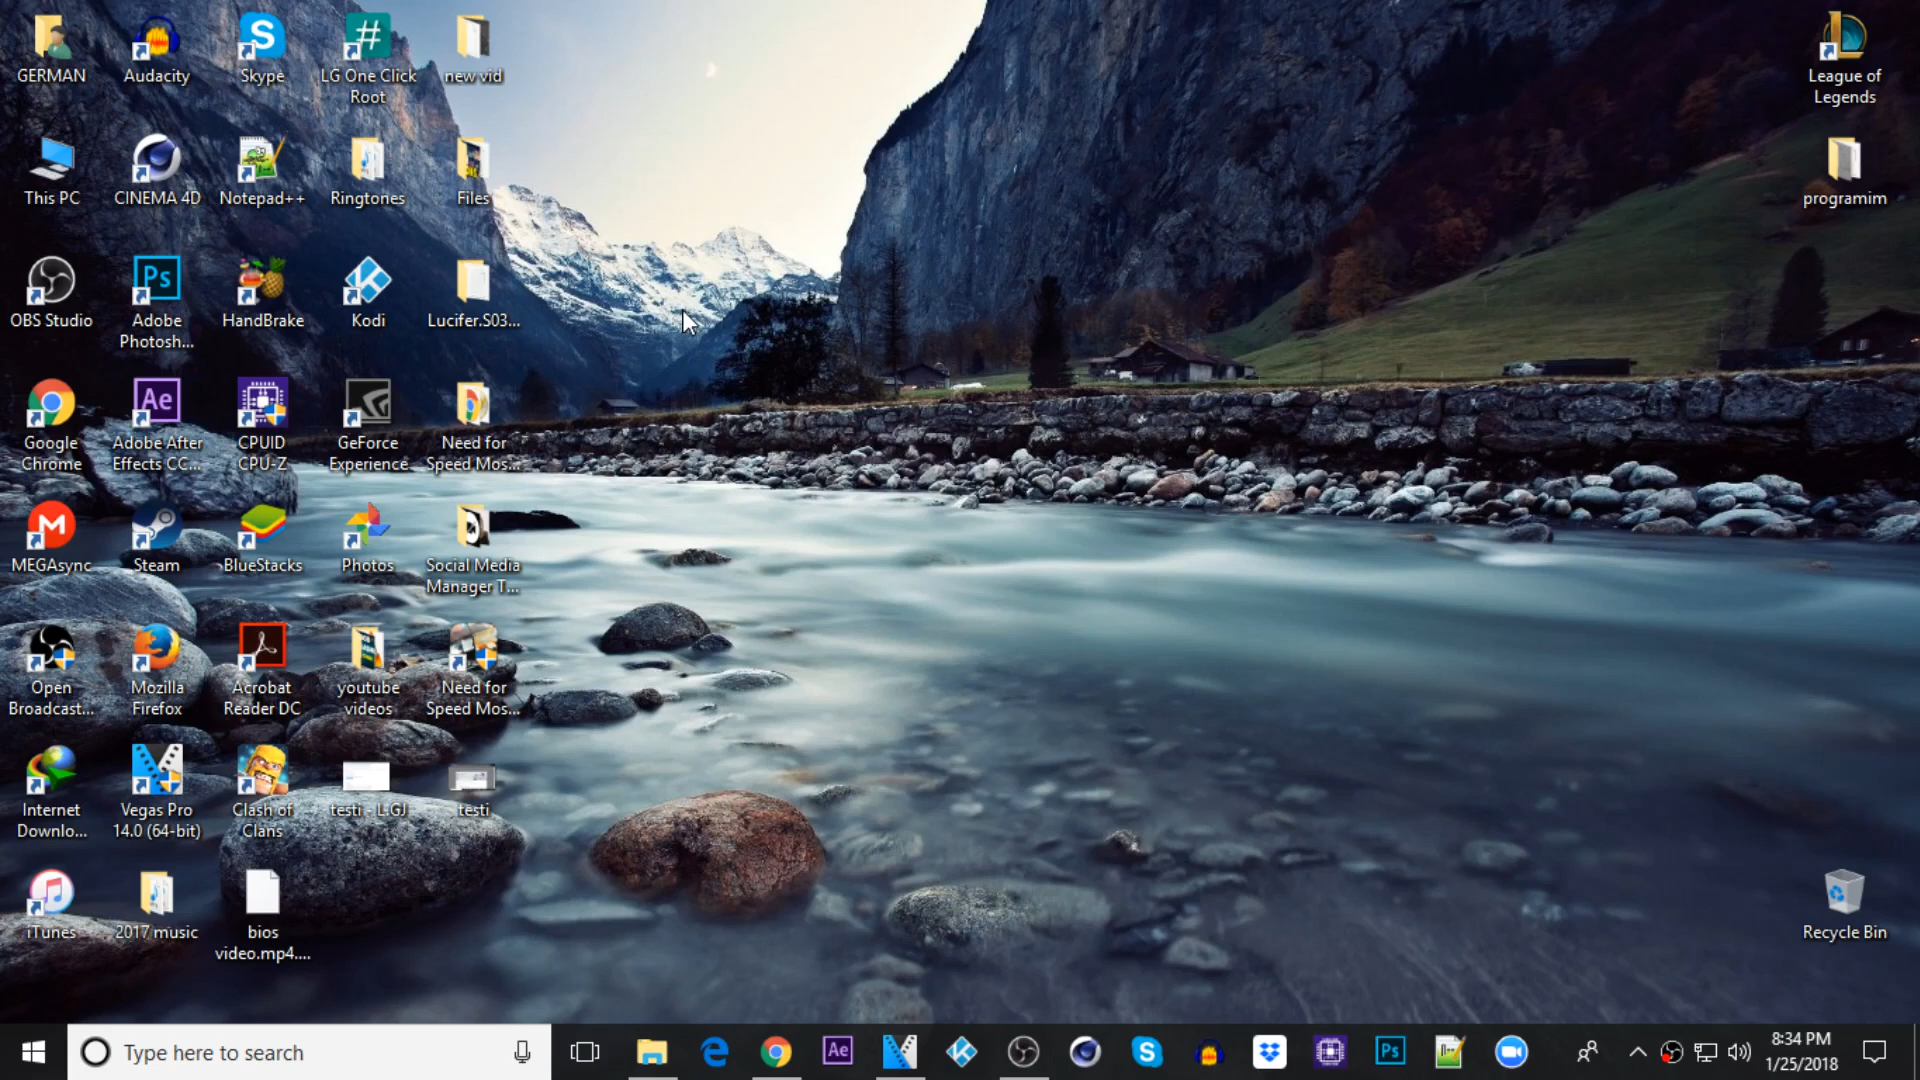 GERMAN
Audacity
Skype
LG One Click
Root
new vid
League of
Legends
This PC
CINEMA 4D
Notepad++
Ringtones
Files
programim
OBS Studio
Adobe
Photosh...
HandBrake
Kodi
Lucifer.S03...
Google
Chrome
Adobe After
Effects CC...
CPUID
CPU-Z
GeForce
Experience
Need for
Speed Mos...
MEGAsync
Steam
BlueStacks
Photos
Social Media
Manager T...
Open
Broadcast...
Mozilla
Firefox
Acrobat
Reader DC
youtube
videos
Need for
Speed Mos...
Internet
Downlo...
Vegas Pro
14.0 (64-bit)
Clash of
Clans
testi - LGJ
testi
iTunes
2017 music
bios
video.mp4....
Recycle Bin
Type here to search
8:34 PM
1/25/2018